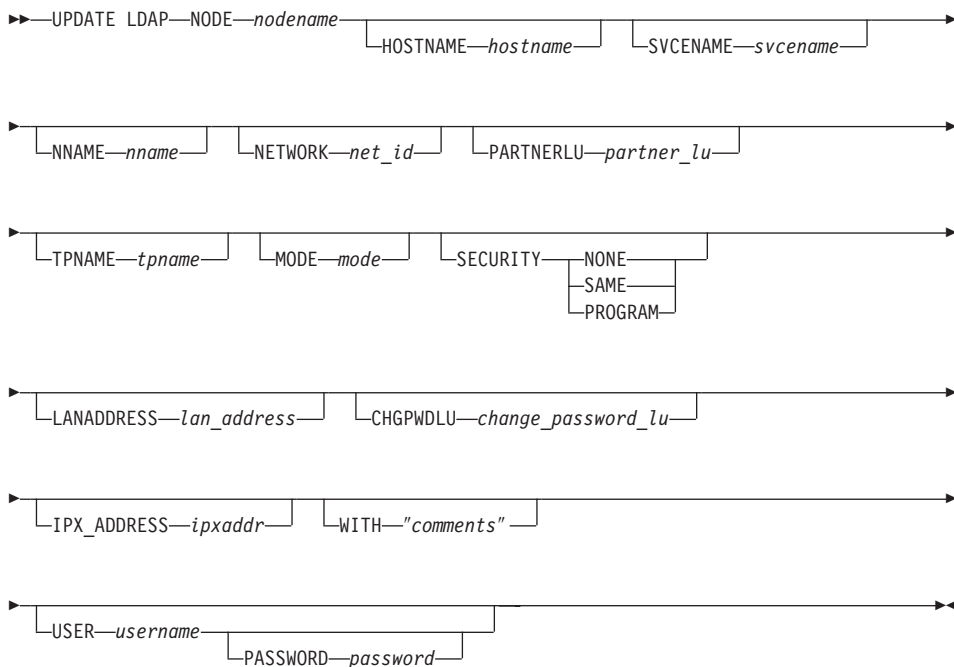 UPDATE LDAP NODE nodename
HOSTNAME hostname SVCENAME svcename
NNAME nname NETWORK net_id PARTNERLU partner_lu
TPNAME tpname MODE mode SECURITY NONE
SAME
PROGRAM
LANADDRESS lan_address CHGPWDLU change_password_lu
IPX_ADDRESS ipxaddr WITH "comments"
USER username
PASSWORD password